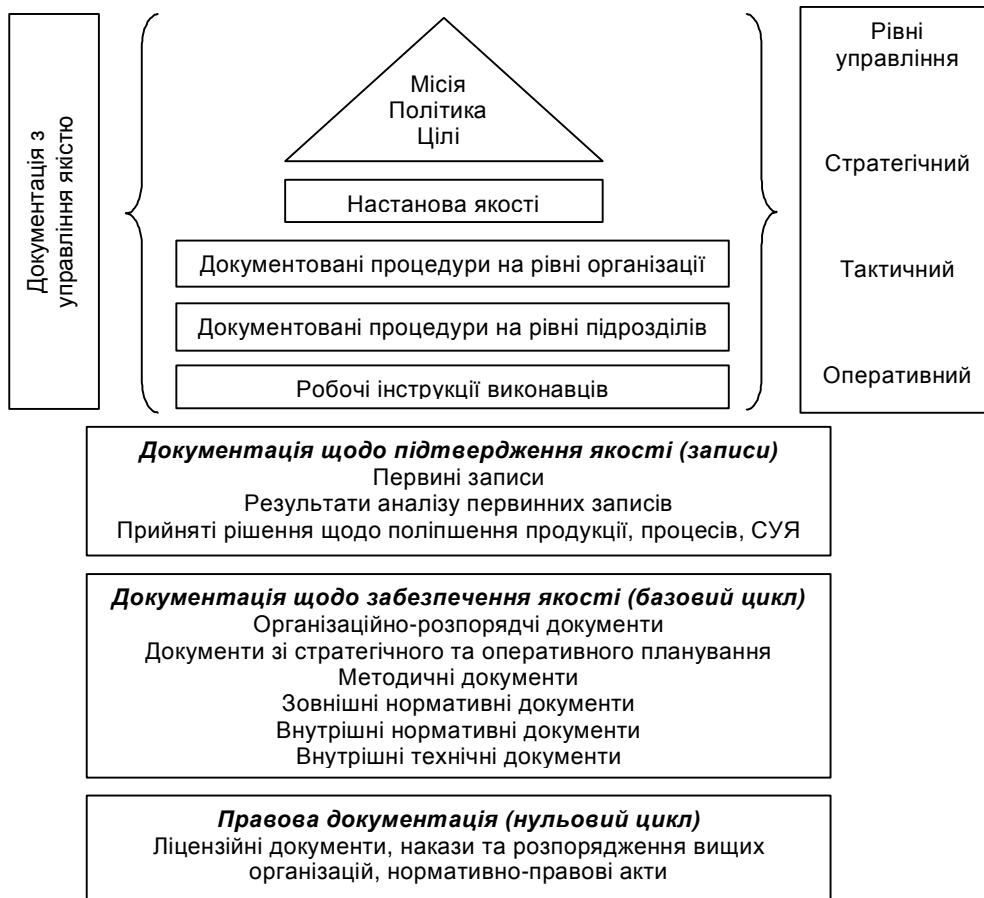 Документація з
управління якістю
Місія
Політика
Цілі
Настанова якості
Документовані процедури на рівні організації
Документовані процедури на рівні підрозділів
Робочі інструкції виконавців
Рівні
управління
Стратегічний
Тактичний
Оперативний
Документація щодо підтвердження якості (записи)
Первині записи
Результати аналізу первинних записів
Прийняті рішення щодо поліпшення продукції, процесів, СУЯ
Документація щодо забезпечення якості (базовий цикл)
Організаційно-розпорядчі документи
Документи зі стратегічного та оперативного планування
Методичні документи
Зовнішні нормативні документи
Внутрішні нормативні документи
Внутрішні технічні документи
Правова документація (нульовий цикл)
Ліцензійні документи, накази та розпорядження вищих
організацій, нормативно-правові акти